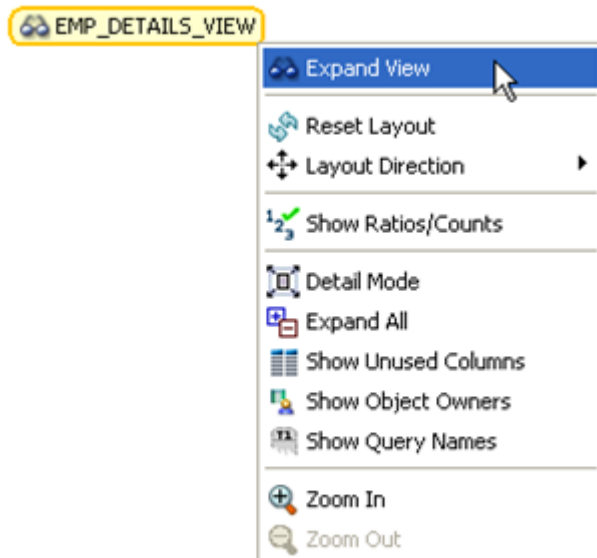 EMP_DETAILS_VIEW
Expand View
Reset Layout
Layout Direction
Show Ratios/Counts
Detail Mode
Expand All
Show Unused Columns
Show Object Owners
Show Query Names
Zoom In
Zoom Out